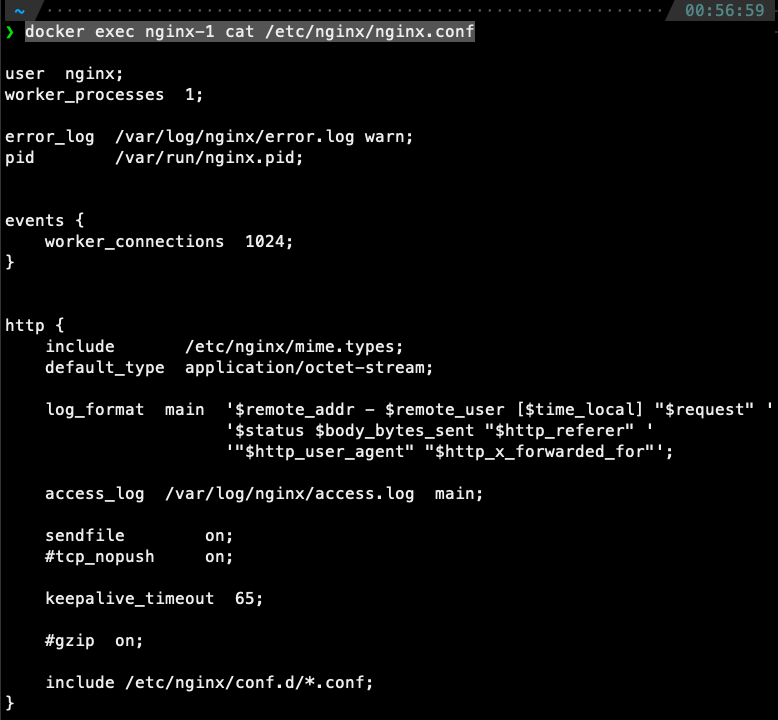 ~ 00:56:59
❯ docker exec nginx-1 cat /etc/nginx/nginx.conf

user  nginx;
worker_processes  1;

error_log  /var/log/nginx/error.log warn;
pid        /var/run/nginx.pid;


events {
    worker_connections  1024;
}


http {
    include       /etc/nginx/mime.types;
    default_type  application/octet-stream;

    log_format  main  '$remote_addr - $remote_user [$time_local] "$request" '
                      '$status $body_bytes_sent "$http_referer" '
                      '"$http_user_agent" "$http_x_forwarded_for"';

    access_log  /var/log/nginx/access.log  main;

    sendfile        on;
    #tcp_nopush     on;

    keepalive_timeout  65;

    #gzip  on;

    include /etc/nginx/conf.d/*.conf;
}